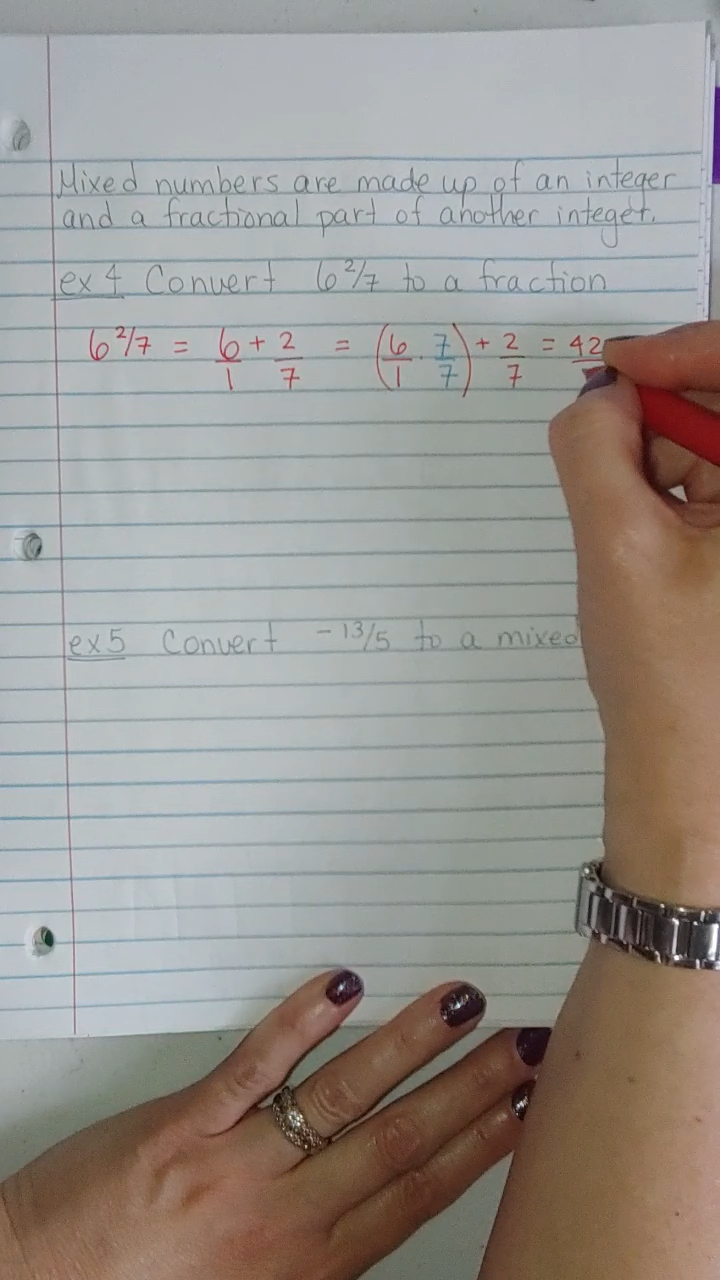 Mixed numbers are made up of an integer
and a fractional part of another integer.
ex 4 Convert 6 2/7 to a fraction
6 2/7 = 6/1 + 2/7 = (6/1 · 7/7) + 2/7 = 42
ex 5 Convert -13/5 to a mixed